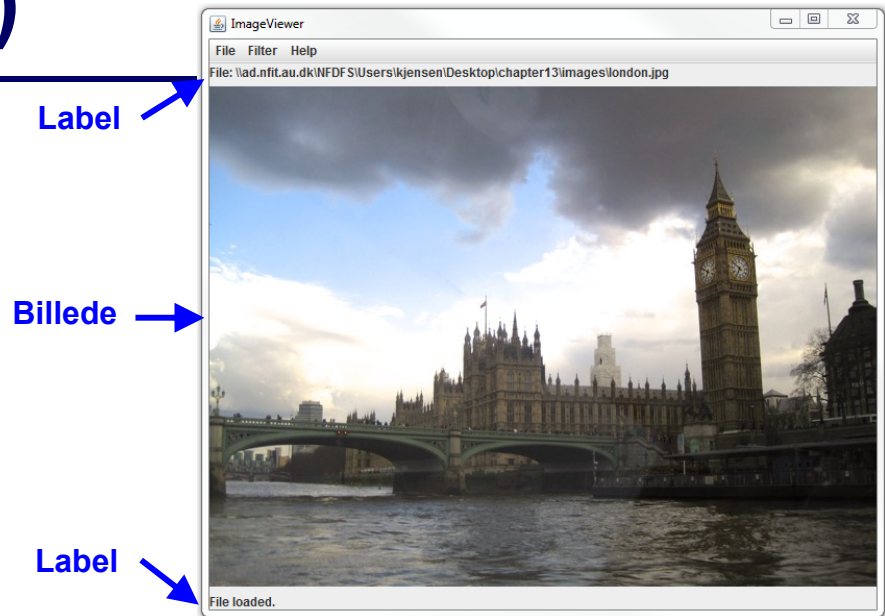 )
ImageViewer
File Filter Help
File: \\ad.nfit.au.dk\NFDFS\Users\kjensen\Desktop\chapter13\images\london.jpg
Label
Billede
Label
File loaded.